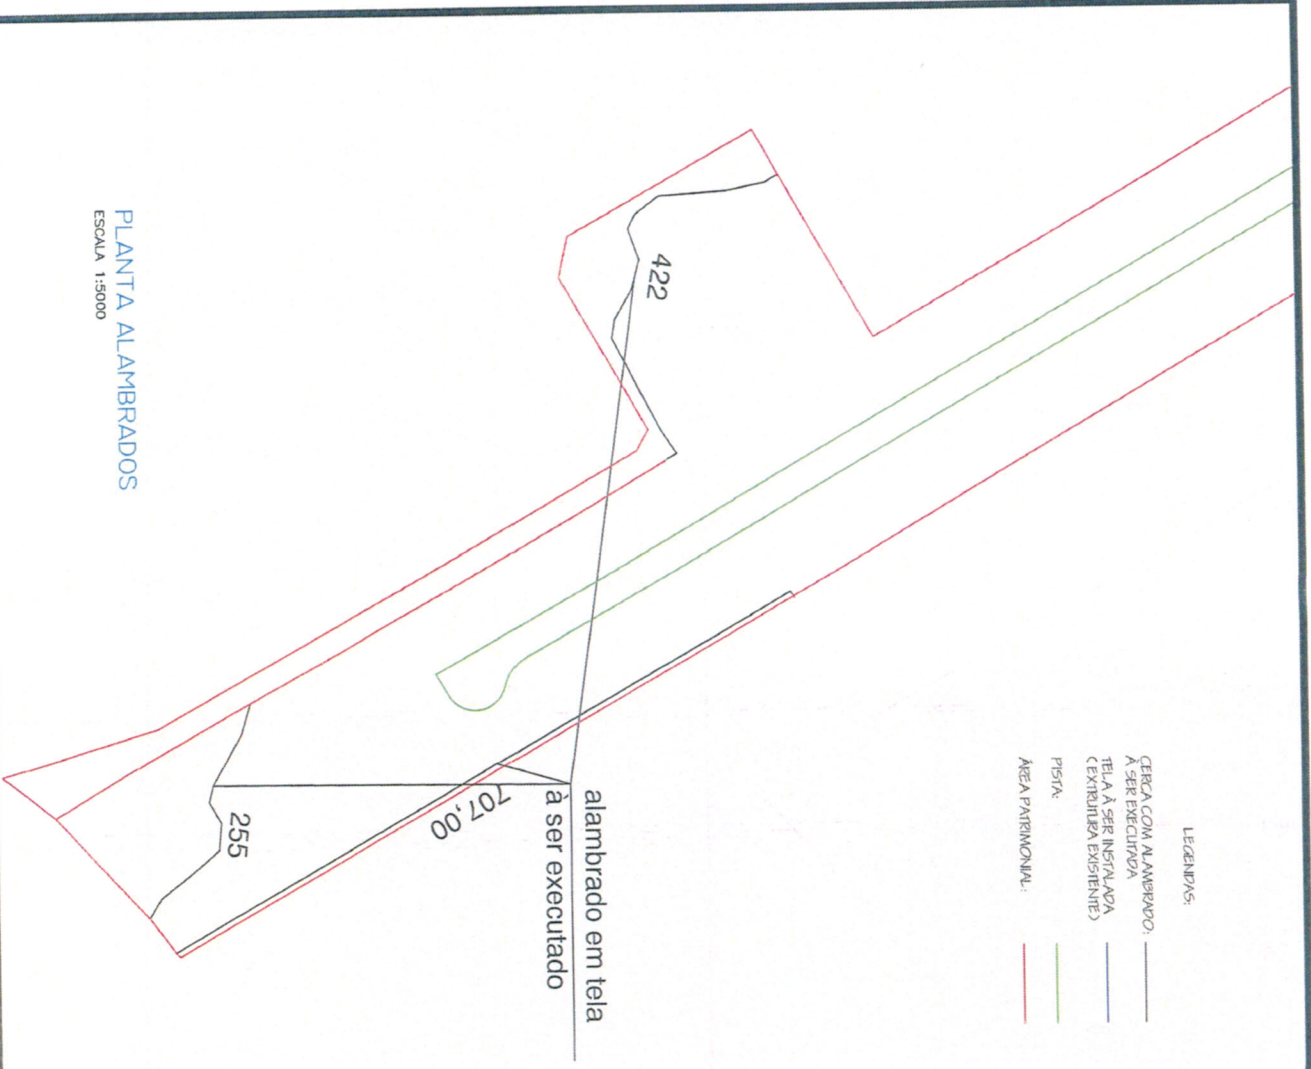 LEGENDAS:
CERCA COM ALAMBRADO:
À SER EXECUTADA
TELA À SER INSTALADA
(EXTRUTURA EXISTENTE)
PISTA:
ÁREA PATRIMONIAL:
422
alambrado em tela
à ser executado
707,00
255
PLANTA ALAMBRADOS
ESCALA 1:5000